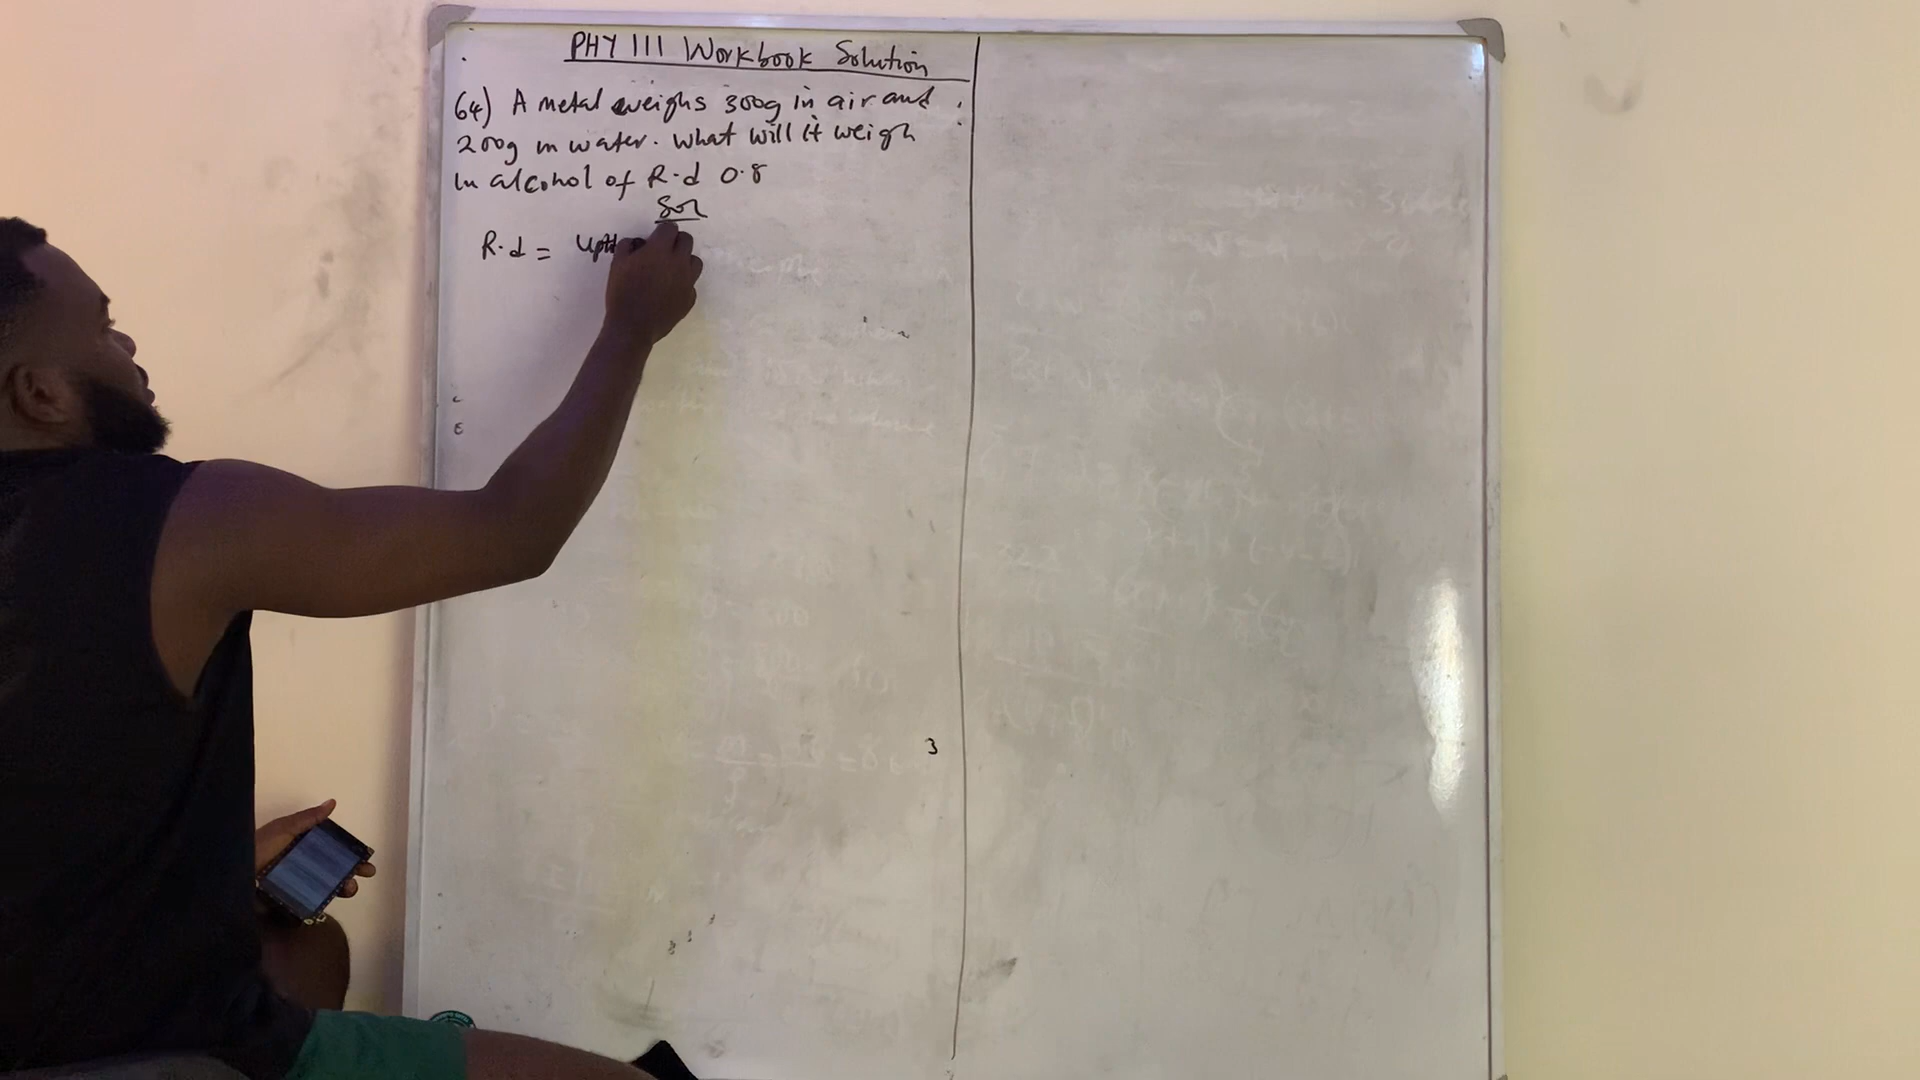 PHY 111 Workbook Solution
64) A metal weighs 300g in air and
200g in water. What will it weigh
in alcohol of R.d 0.8
Sol
R.d =
3